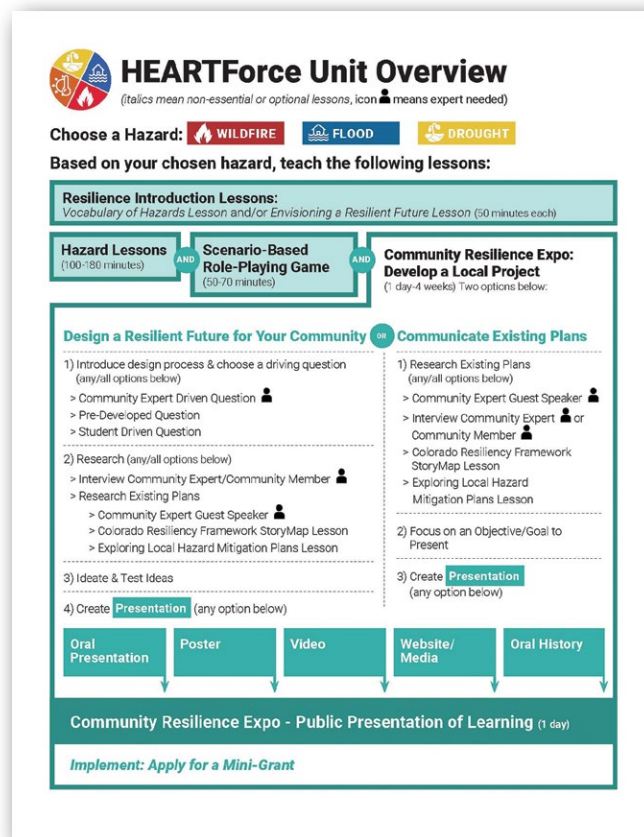 HEARTForce Unit Overview
(italics mean non-essential or optional lessons, icon means expert needed)
Choose a Hazard: WILDFIRE FLOOD DROUGHT
Based on your chosen hazard, teach the following lessons:
Resilience Introduction Lessons:
Vocabulary of Hazards Lesson and/or Envisioning a Resilient Future Lesson (50 minutes each)
Hazard Lessons
(100-180 minutes)
AND
Scenario-Based
Role-Playing Game
(50-70 minutes)
AND
Community Resilience Expo:
Develop a Local Project
(1 day-4 weeks) Two options below:
Design a Resilient Future for Your Community
1) Introduce design process & choose a driving question
(any/all options below)
> Community Expert Driven Question
> Pre-Developed Question
> Student Driven Question
2) Research (any/all options below)
> Interview Community Expert/Community Member
> Research Existing Plans
> Community Expert Guest Speaker
> Colorado Resiliency Framework StoryMap Lesson
> Exploring Local Hazard Mitigation Plans Lesson
3) Ideate & Test Ideas
4) Create Presentation (any option below)
OR
Communicate Existing Plans
1) Research Existing Plans
(any/all options below)
> Community Expert Guest Speaker
> Interview Community Expert or
Community Member
> Colorado Resiliency Framework
StoryMap Lesson
> Exploring Local Hazard
Mitigation Plans Lesson
2) Focus on an Objective/Goal to
Present
3) Create Presentation
(any option below)
Oral
Presentation
Poster
Video
Website/
Media
Oral History
Community Resilience Expo - Public Presentation of Learning (1 day)
Implement: Apply for a Mini-Grant